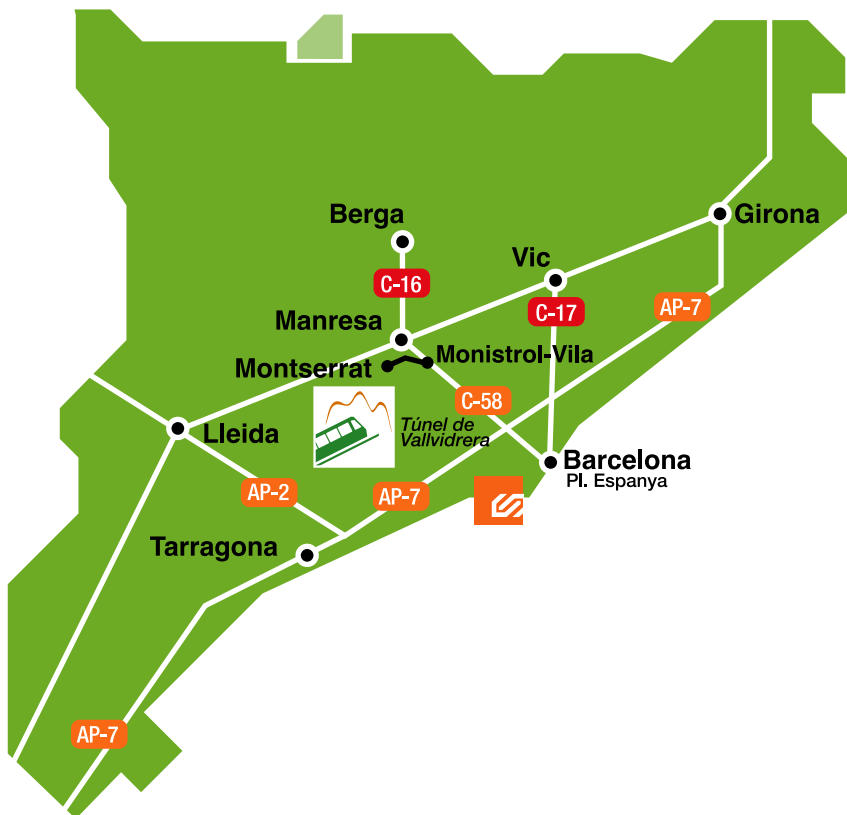 Berga
Girona
Vic
C-16
AP-7
C-17
Manresa
Monistrol-Vila
Montserrat
C-58
Túnel de
Vallvidrera
Lleida
Barcelona
Pl. Espanya
AP-2
AP-7
Tarragona
AP-7